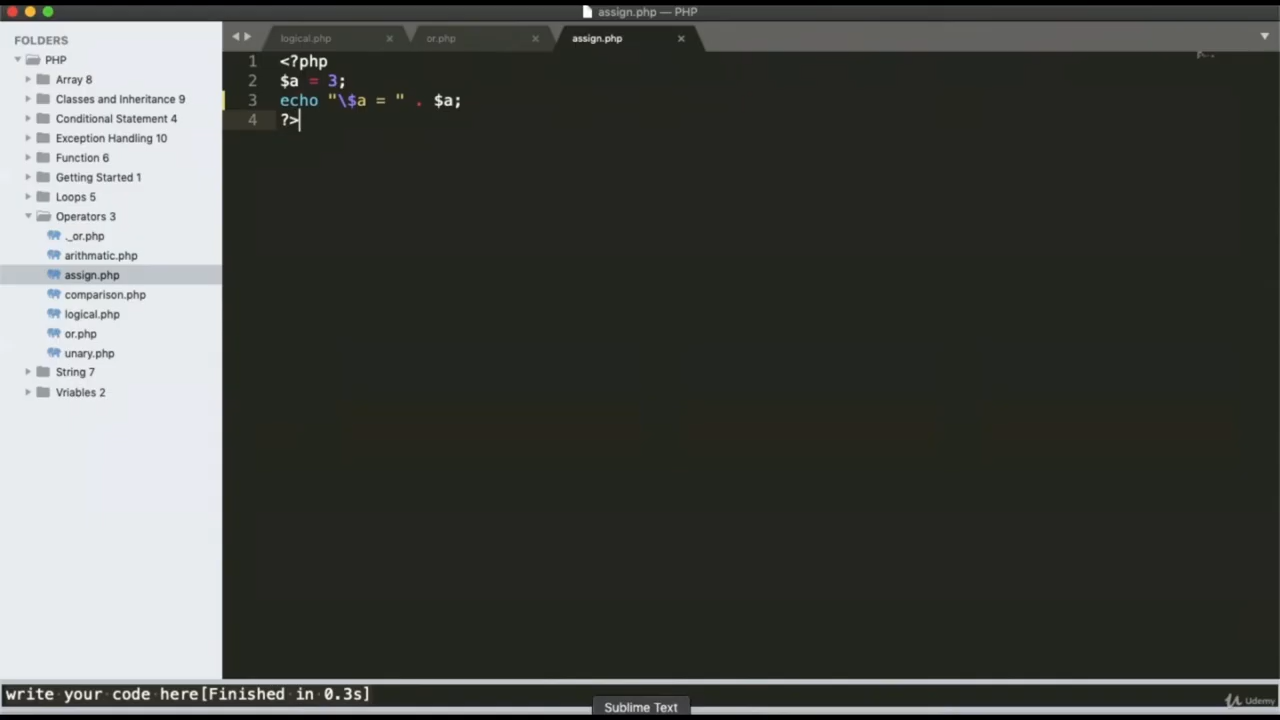 assign.php — PHP
FOLDERS
PHP
Array 8
Classes and Inheritance 9
Conditional Statement 4
Exception Handling 10
Function 6
Getting Started 1
Loops 5
Operators 3
._or.php
arithmatic.php
assign.php
comparison.php
logical.php
or.php
unary.php
String 7
Vriables 2
logical.php
or.php
assign.php
1 <?php
2 $a = 3;
3 echo "\$a = " . $a;
4 ?>
write your code here[Finished in 0.3s]
Sublime Text
Udemy